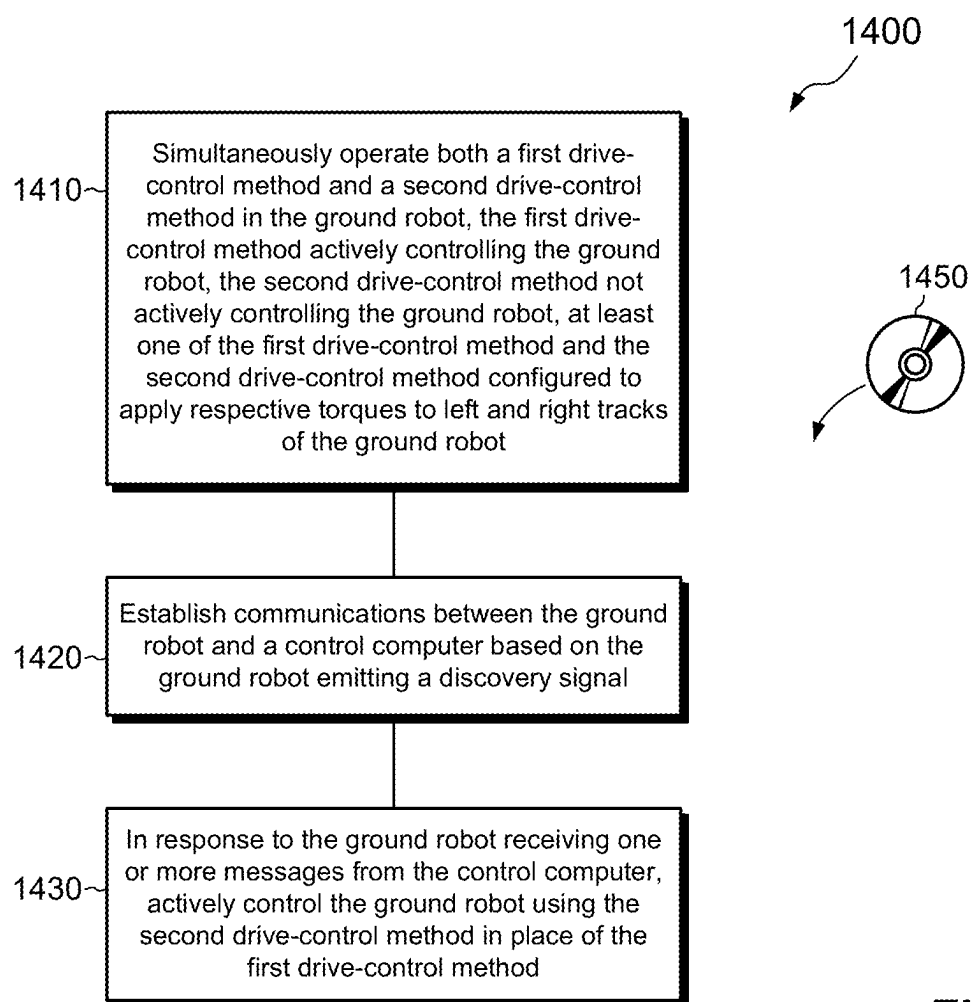 1400
1410
Simultaneously operate both a first drive-
control method and a second drive-control
method in the ground robot, the first drive-
control method actively controlling the ground
robot, the second drive-control method not
actively controlling the ground robot, at least
one of the first drive-control method and the
second drive-control method configured to
apply respective torques to left and right tracks
of the ground robot
1450
1420
Establish communications between the ground
robot and a control computer based on the
ground robot emitting a discovery signal
1430
In response to the ground robot receiving one
or more messages from the control computer,
actively control the ground robot using the
second drive-control method in place of the
first drive-control method